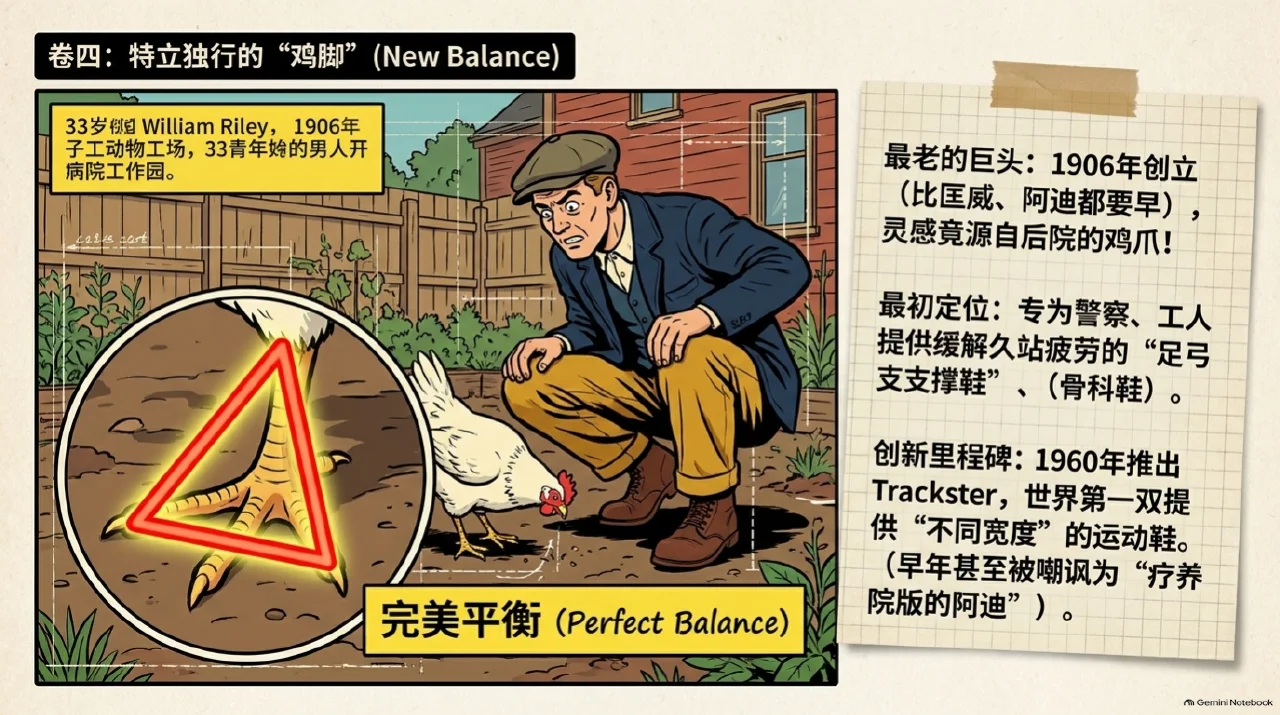 卷四：特立独行的“鸡脚”（New Balance）
33岁 William Riley， 1906年
子工动物工场，33青年的男人开
病院工作园。
完美平衡（Perfect Balance）
最老的巨头：1906年创立
（比匡威、阿迪都要早），
灵感竟源自后院的鸡爪！
最初定位：专为警察、工人
提供缓解久站疲劳的“足弓
支支撑鞋”、（骨科鞋）。
创新里程碑：1960年推出
Trackster，世界第一双提
供“不同宽度”的运动鞋。
（早年甚至被嘲讽为“疗养
院版的阿迪”）。
Gemini Notebook